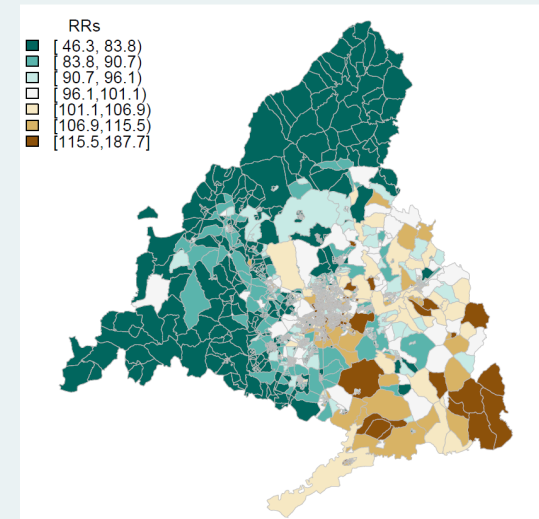 RRs
[ 46.3, 83.8)
[ 83.8, 90.7)
[ 90.7, 96.1)
[ 96.1,101.1)
[101.1,106.9)
[106.9,115.5)
[115.5,187.7]